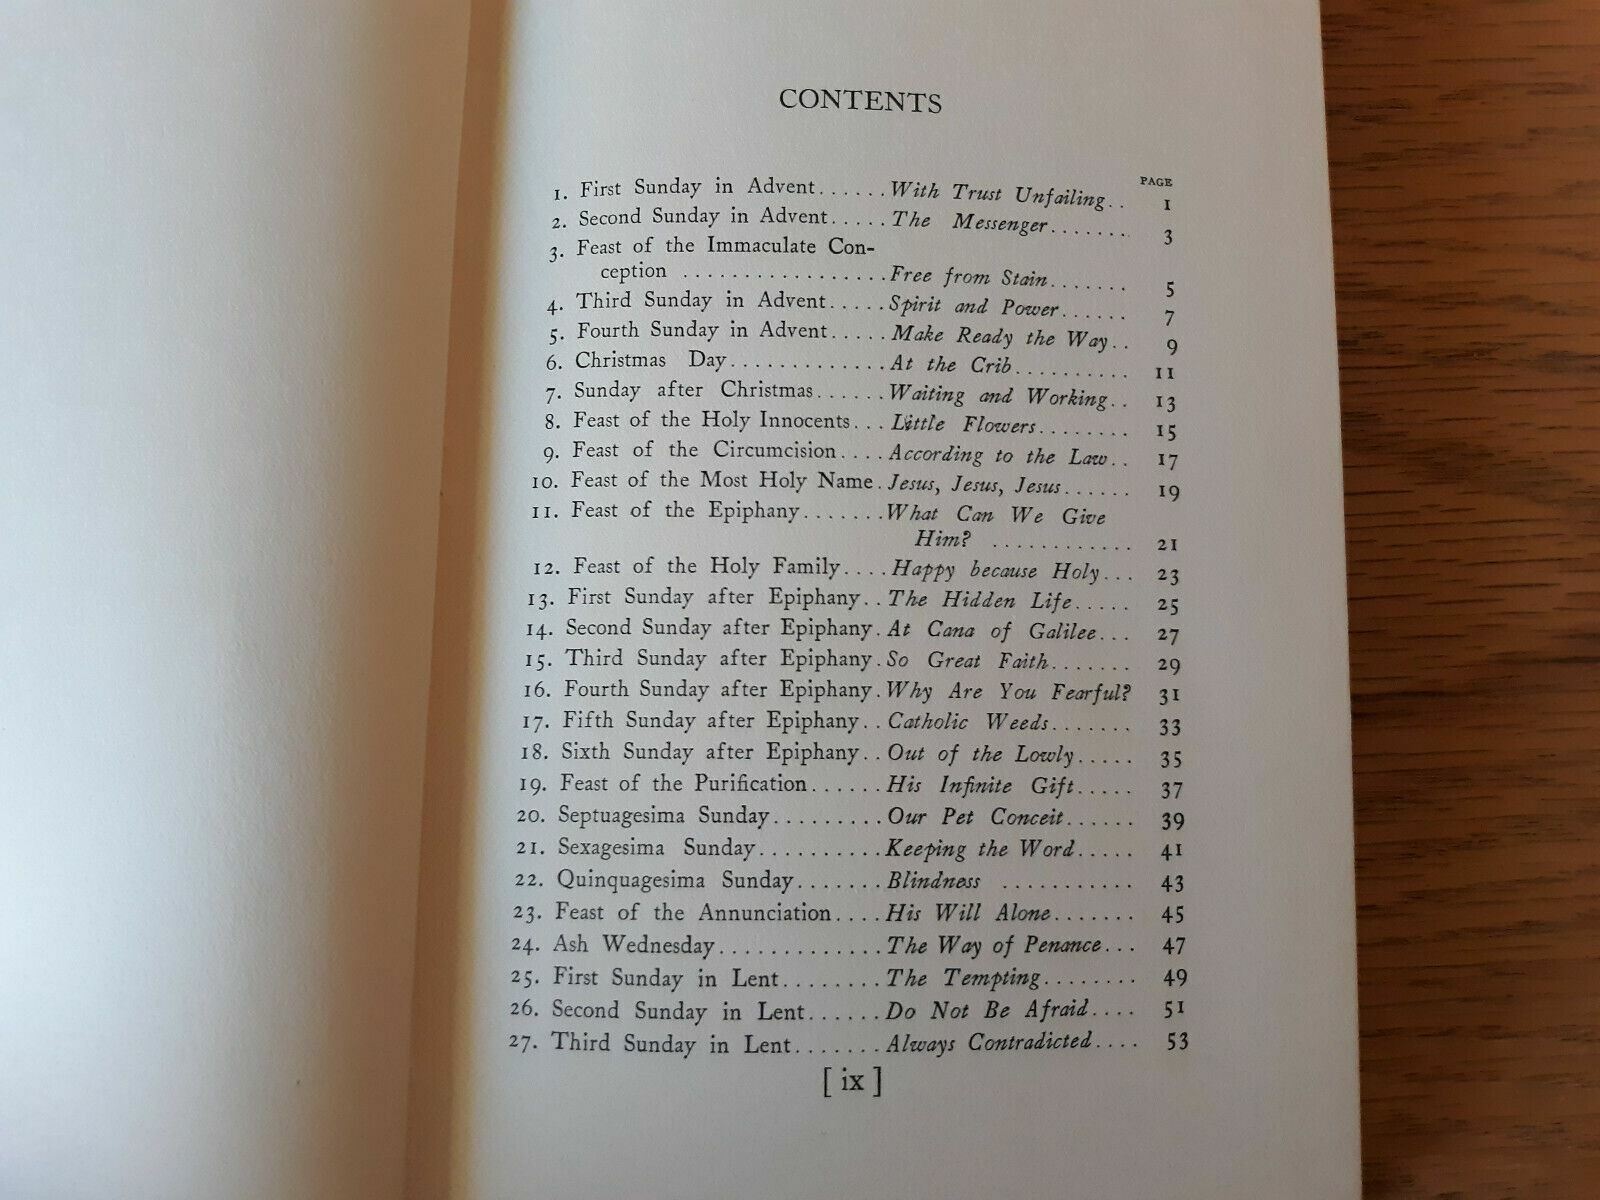 CONTENTS
PAGE
1. First Sunday in Advent......With Trust Unfailing.. 1
2. Second Sunday in Advent.....The Messenger........ 3
3. Feast of the Immaculate Con-
ception .................Free from Stain....... 5
4. Third Sunday in Advent.....Spirit and Power...... 7
5. Fourth Sunday in Advent.....Make Ready the Way.. 9
6. Christmas Day.............At the Crib.......... 11
7. Sunday after Christmas......Waiting and Working.. 13
8. Feast of the Holy Innocents...Little Flowers........ 15
9. Feast of the Circumcision....According to the Law.. 17
10. Feast of the Most Holy Name.Jesus, Jesus, Jesus...... 19
11. Feast of the Epiphany.......What Can We Give
Him? ............ 21
12. Feast of the Holy Family....Happy because Holy... 23
13. First Sunday after Epiphany..The Hidden Life..... 25
14. Second Sunday after Epiphany.At Cana of Galilee... 27
15. Third Sunday after Epiphany.So Great Faith....... 29
16. Fourth Sunday after Epiphany.Why Are You Fearful? 31
17. Fifth Sunday after Epiphany..Catholic Weeds....... 33
18. Sixth Sunday after Epiphany..Out of the Lowly..... 35
19. Feast of the Purification......His Infinite Gift..... 37
20. Septuagesima Sunday.........Our Pet Conceit...... 39
21. Sexagesima Sunday..........Keeping the Word..... 41
22. Quinquagesima Sunday.......Blindness ........... 43
23. Feast of the Annunciation....His Will Alone....... 45
24. Ash Wednesday.............The Way of Penance... 47
25. First Sunday in Lent........The Tempting........ 49
26. Second Sunday in Lent......Do Not Be Afraid.... 51
27. Third Sunday in Lent.......Always Contradicted.... 53
[ ix ]